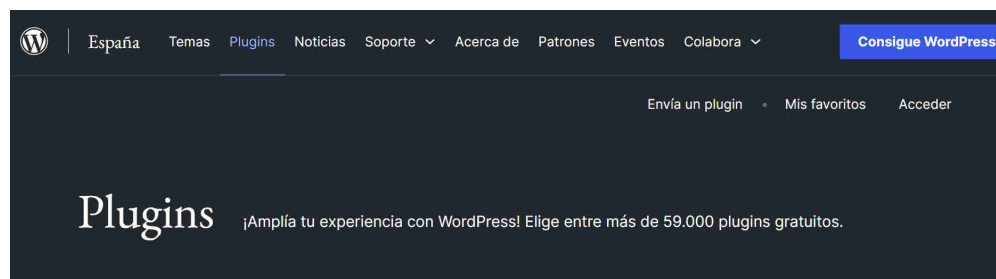 España Temas Plugins Noticias Soporte Acerca de Patrones Eventos Colabora Consigue WordPress
Envía un plugin • Mis favoritos Acceder
Plugins ¡Amplía tu experiencia con WordPress! Elige entre más de 59.000 plugins gratuitos.